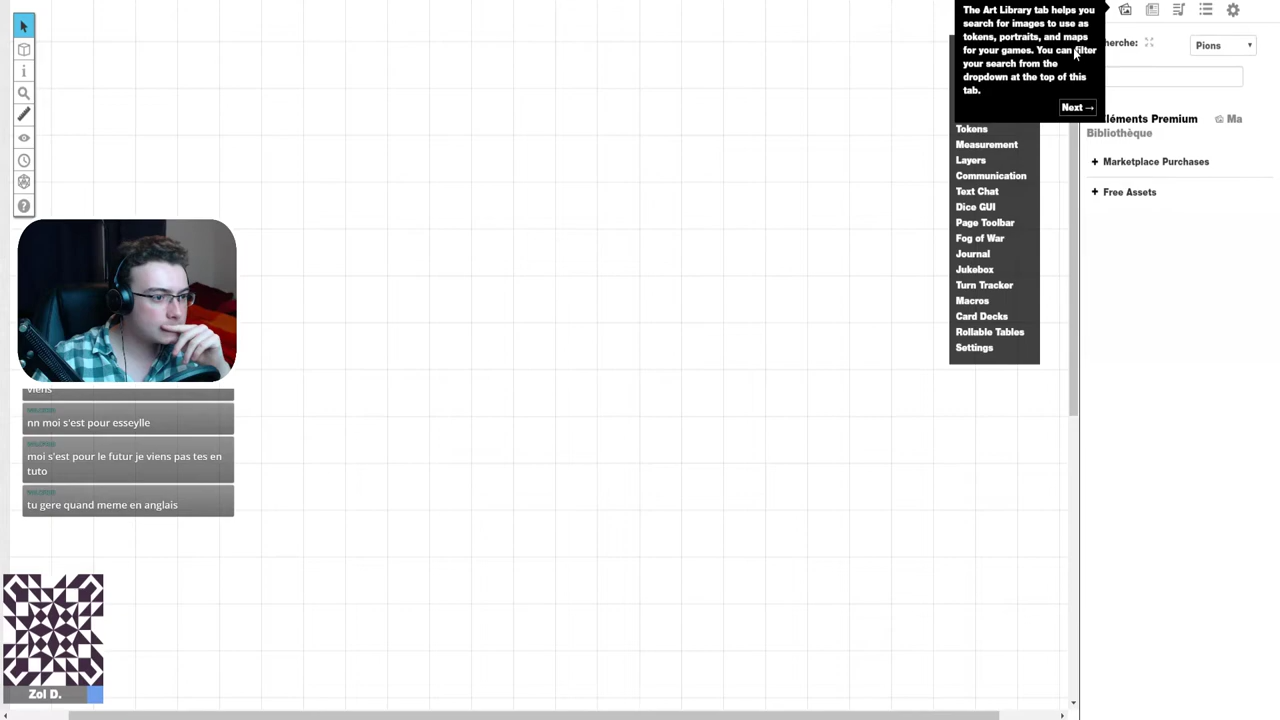 The Art Library tab helps you
search for images to use as
tokens, portraits, and maps
for your games. You can filter
your search from the
dropdown at the top of this
tab.
Next →
herche:
Pions
léments Premium
Ma
Bibliothèque
+ Marketplace Purchases
+ Free Assets
Tokens
Measurement
Layers
Communication
Text Chat
Dice GUI
Page Toolbar
Fog of War
Journal
Jukebox
Turn Tracker
Macros
Card Decks
Rollable Tables
Settings
viens
nn moi s'est pour esseylle
moi s'est pour le futur je viens pas tes en
tuto
tu gere quand meme en anglais
Zol D.